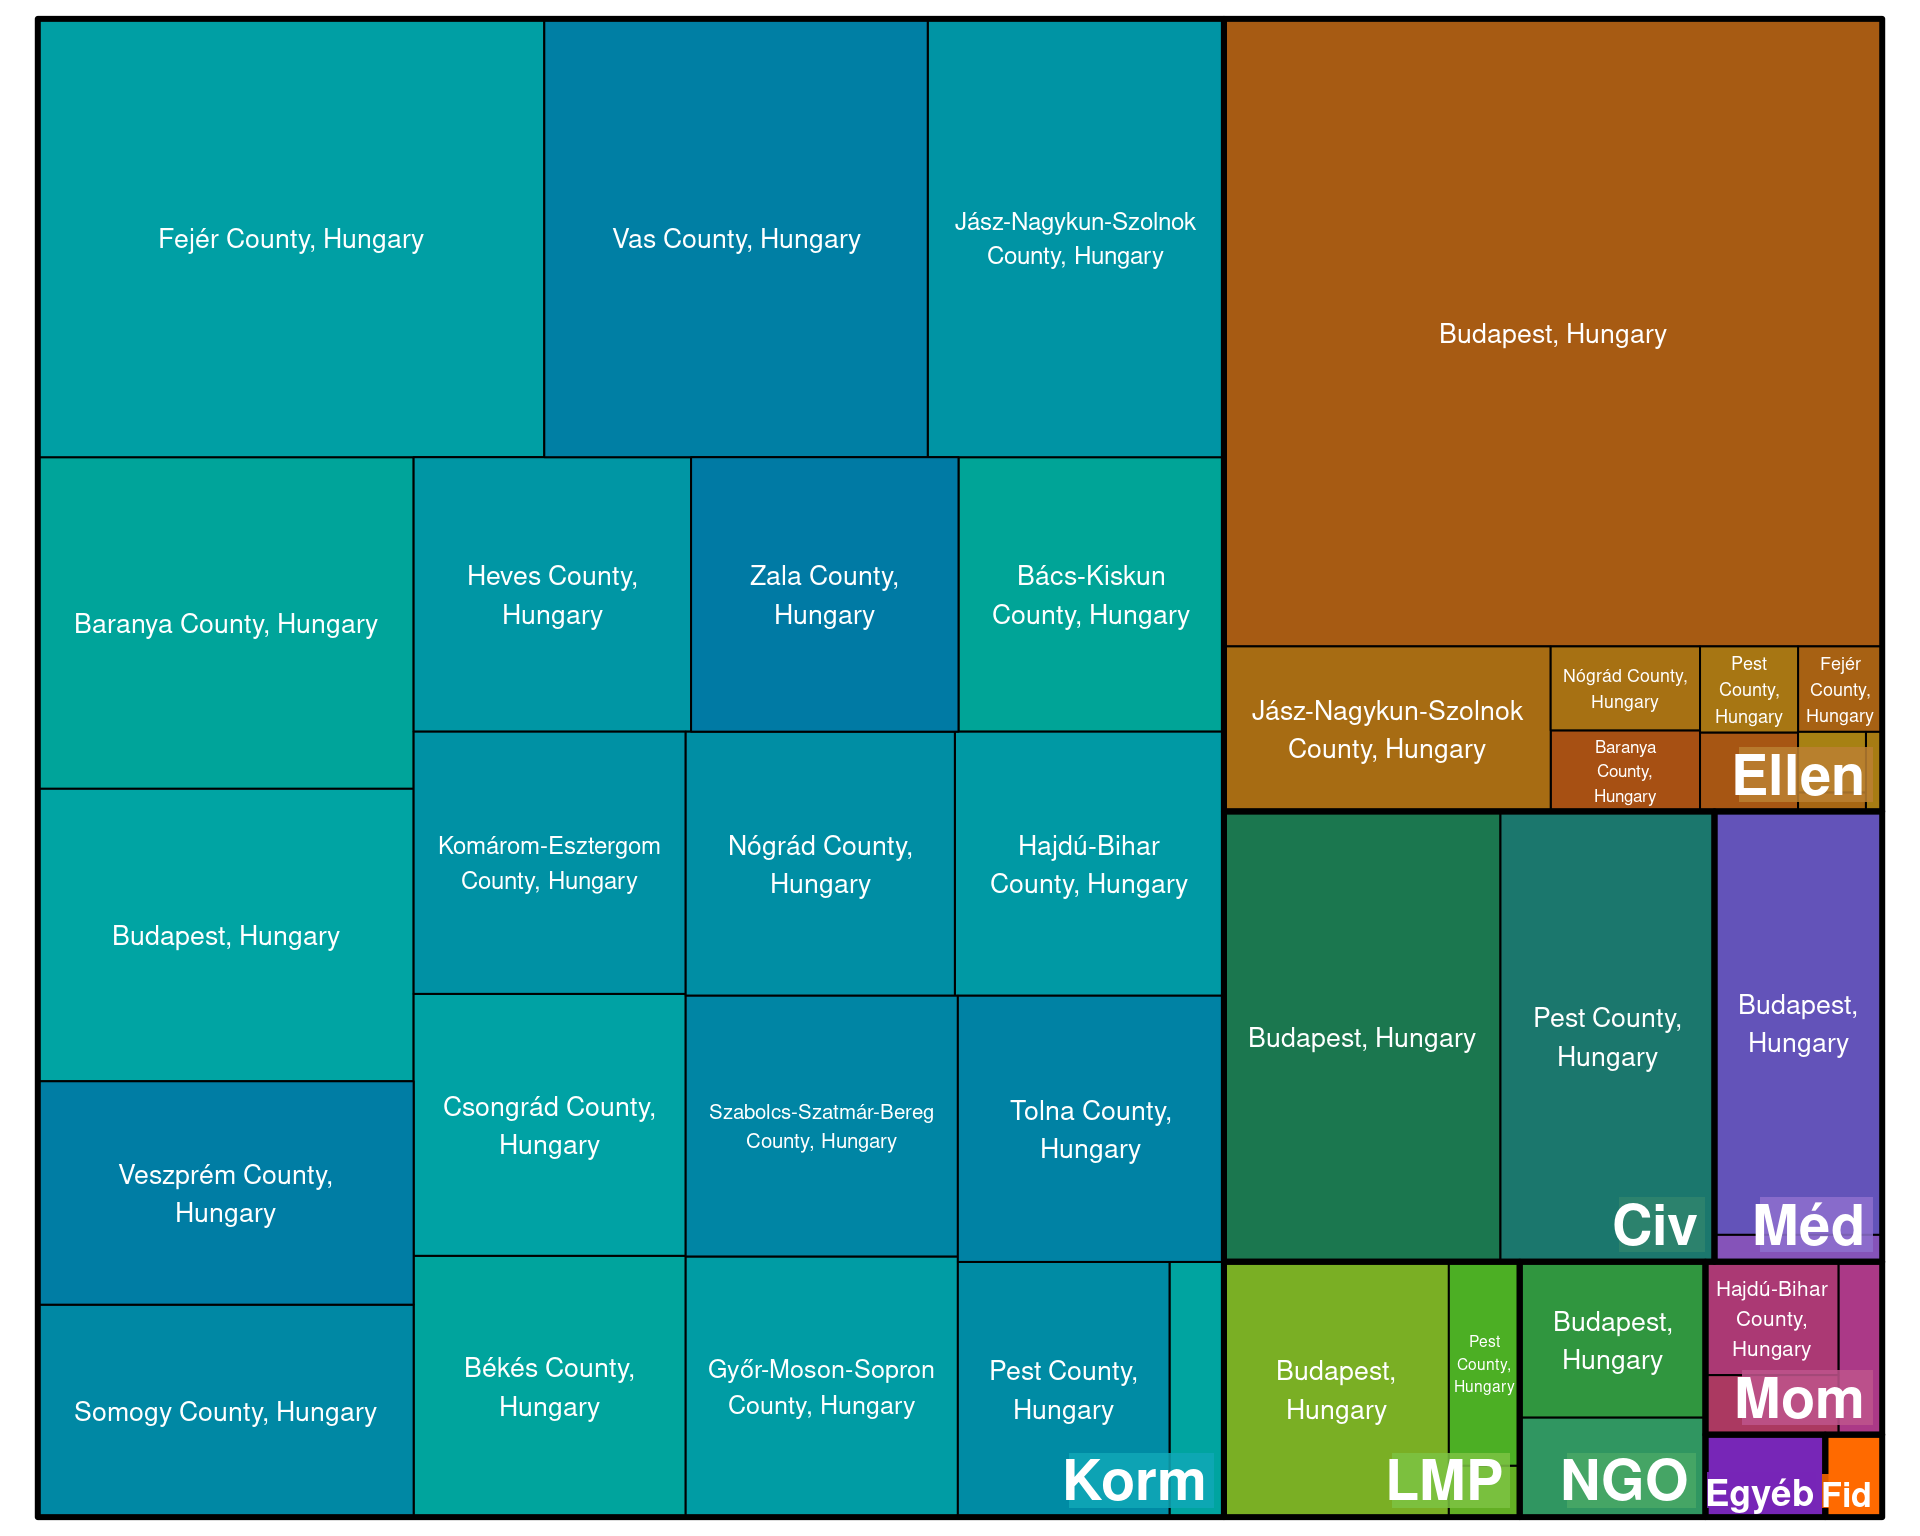 Fejér County, Hungary
Vas County, Hungary
Jász-Nagykun-Szolnok
County, Hungary
Baranya County, Hungary
Heves County,
Hungary
Zala County,
Hungary
Bács-Kiskun
County, Hungary
Budapest, Hungary
Komárom-Esztergom
County, Hungary
Nógrád County,
Hungary
Hajdú-Bihar
County, Hungary
Veszprém County,
Hungary
Csongrád County,
Hungary
Szabolcs-Szatmár-Bereg
County, Hungary
Tolna County,
Hungary
Somogy County, Hungary
Békés County,
Hungary
Győr-Moson-Sopron
County, Hungary
Pest County,
Hungary
Korm
Budapest, Hungary
Jász-Nagykun-Szolnok
County, Hungary
Nógrád County,
Hungary
Baranya
County,
Hungary
Pest
County,
Hungary
Fejér
County,
Hungary
Ellen
Budapest, Hungary
Pest County,
Hungary
Civ
Budapest,
Hungary
Méd
Budapest,
Hungary
Pest
County,
Hungary
LMP
Budapest,
Hungary
NGO
Hajdú-Bihar
County,
Hungary
Mom
Egyéb
Fid